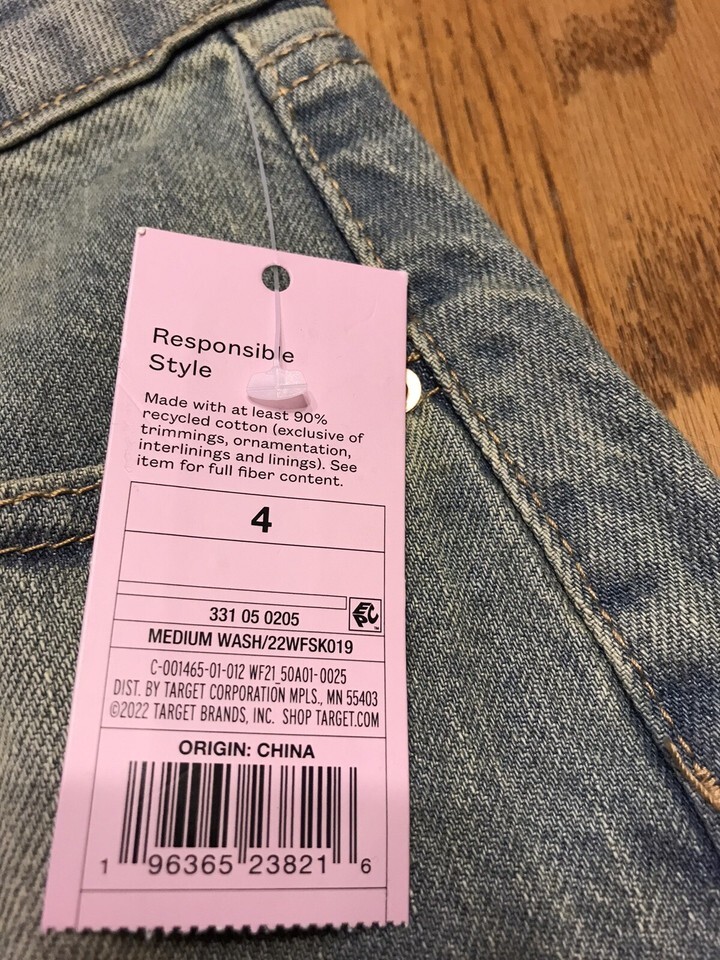 Responsible
Style
Made with at least 90%
recycled cotton (exclusive of
trimmings, ornamentation,
interlinings and linings). See
item for full fiber content.
4
331 05 0205
EPC
MEDIUM WASH/22WFSK019
C-001465-01-012 WF21_50A01-0025
DIST. BY TARGET CORPORATION MPLS., MN 55403
©2022 TARGET BRANDS, INC. SHOP TARGET.COM
ORIGIN: CHINA
1 96365 23821 6